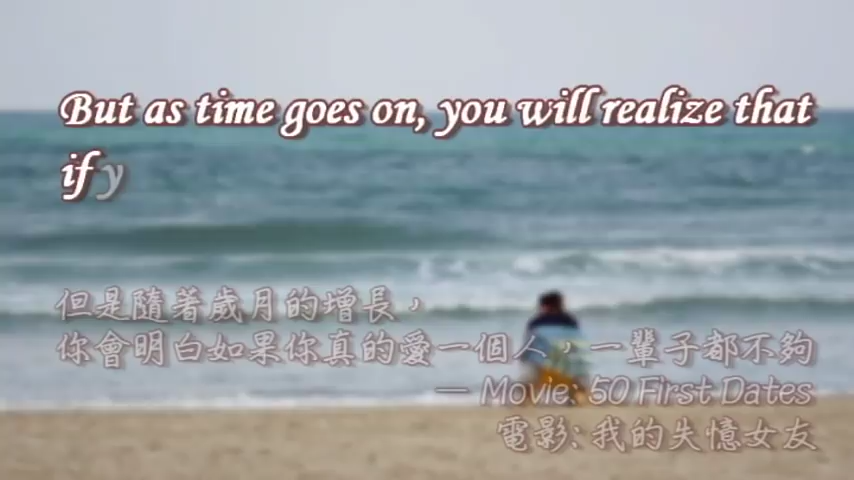 But as time goes on, you will realize that
if y
但是隨著歲月的增長，
你會明白如果你真的愛一個人，一輩子都不夠
— Movie: 50 First Dates
電影: 我的失憶女友